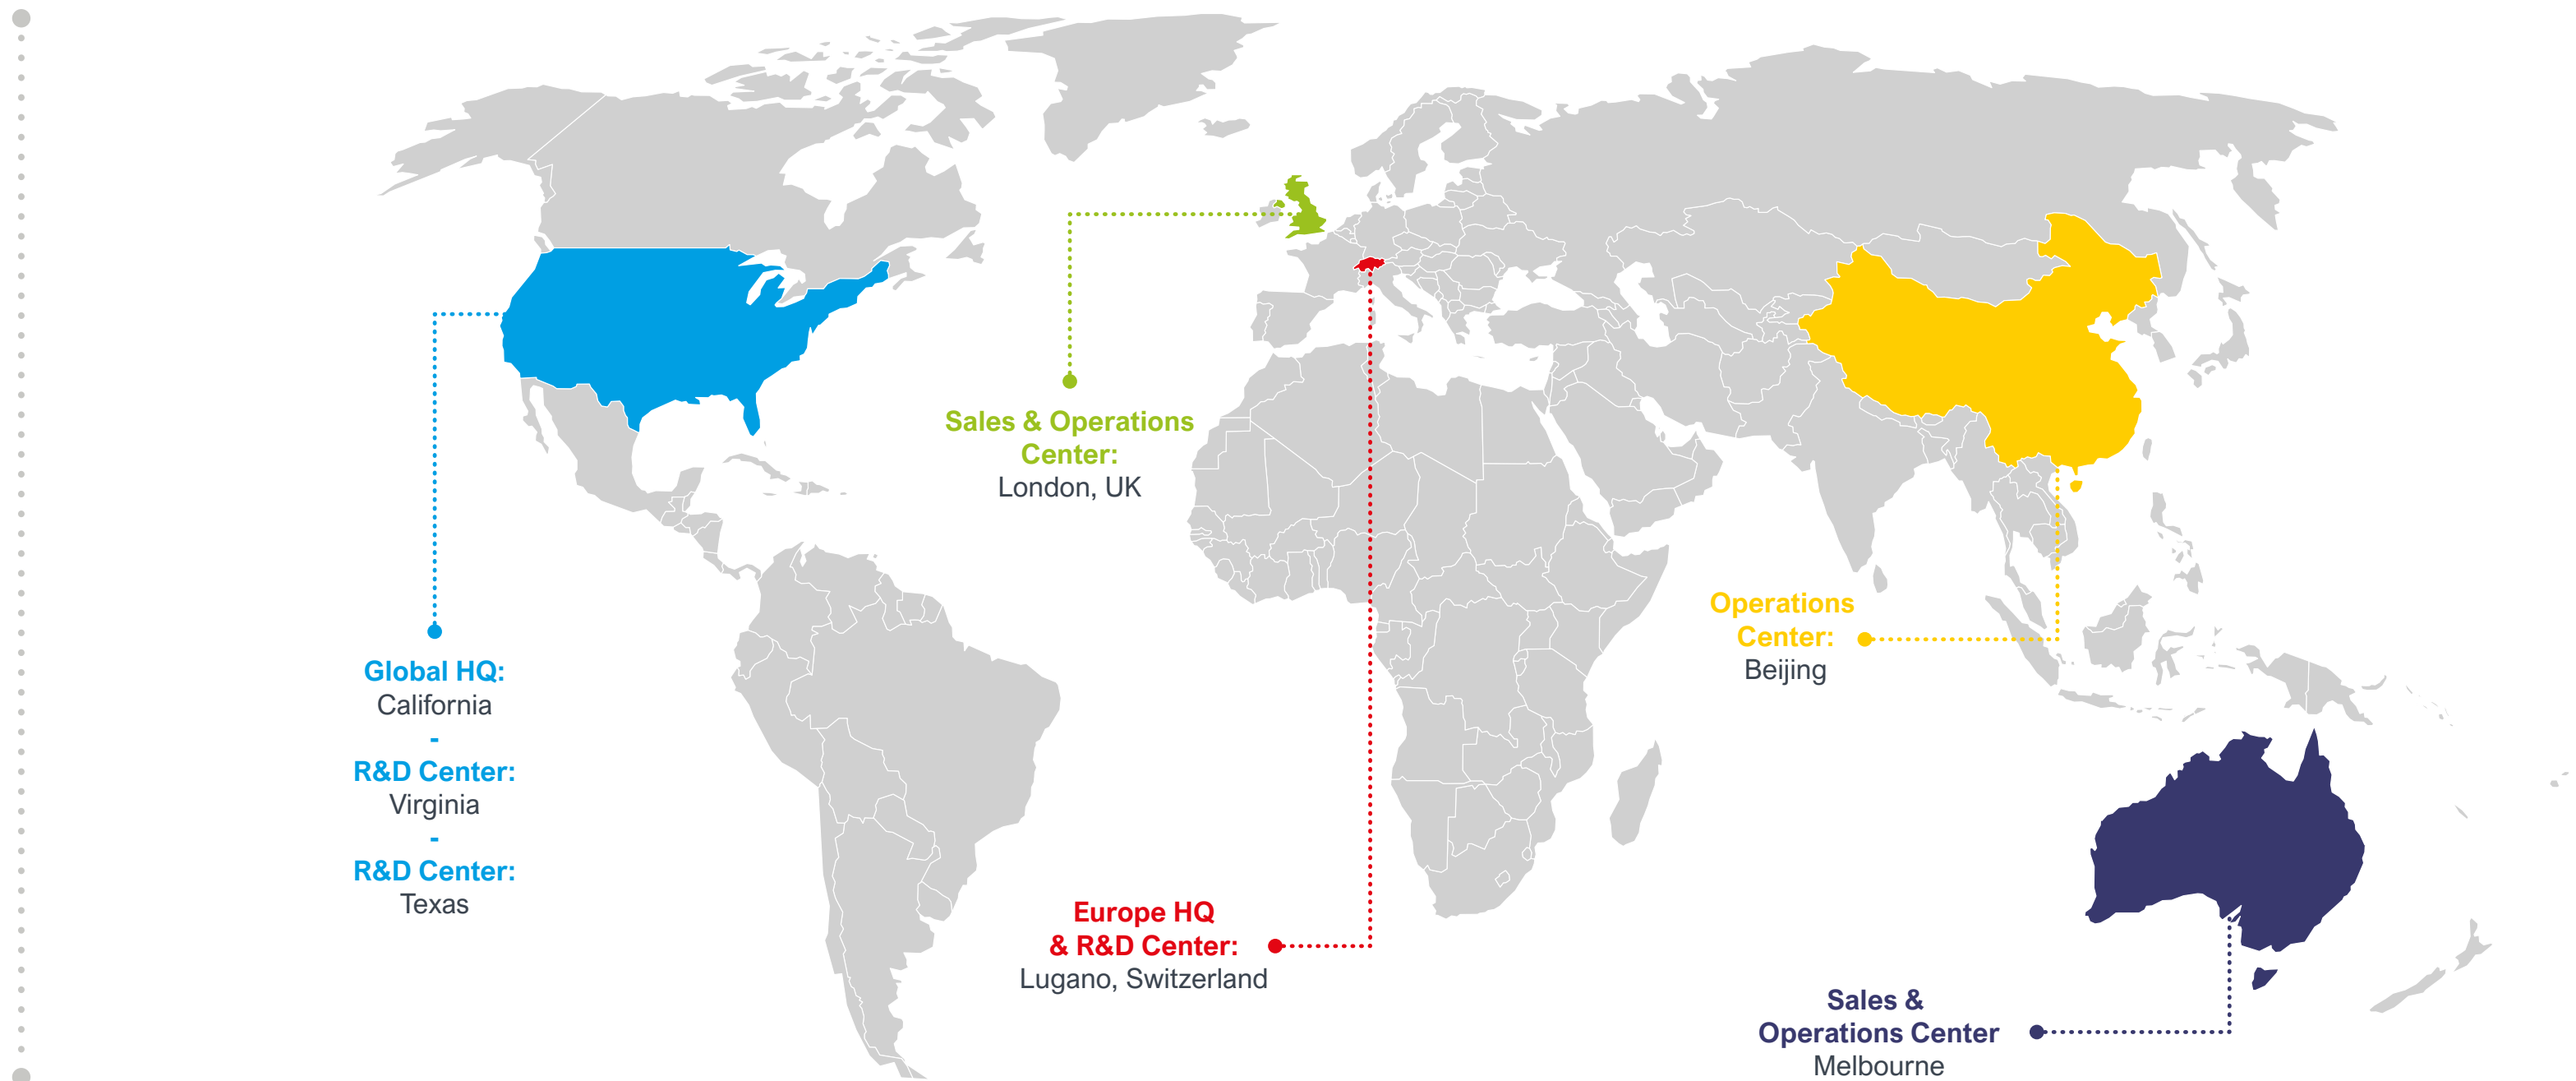 Sales & Operations
Center:
London, UK
Global HQ:
California
-
R&D Center:
Virginia
-
R&D Center:
Texas
Operations
Center:
Beijing
Europe HQ
& R&D Center:
Lugano, Switzerland
Sales &
Operations Center
Melbourne